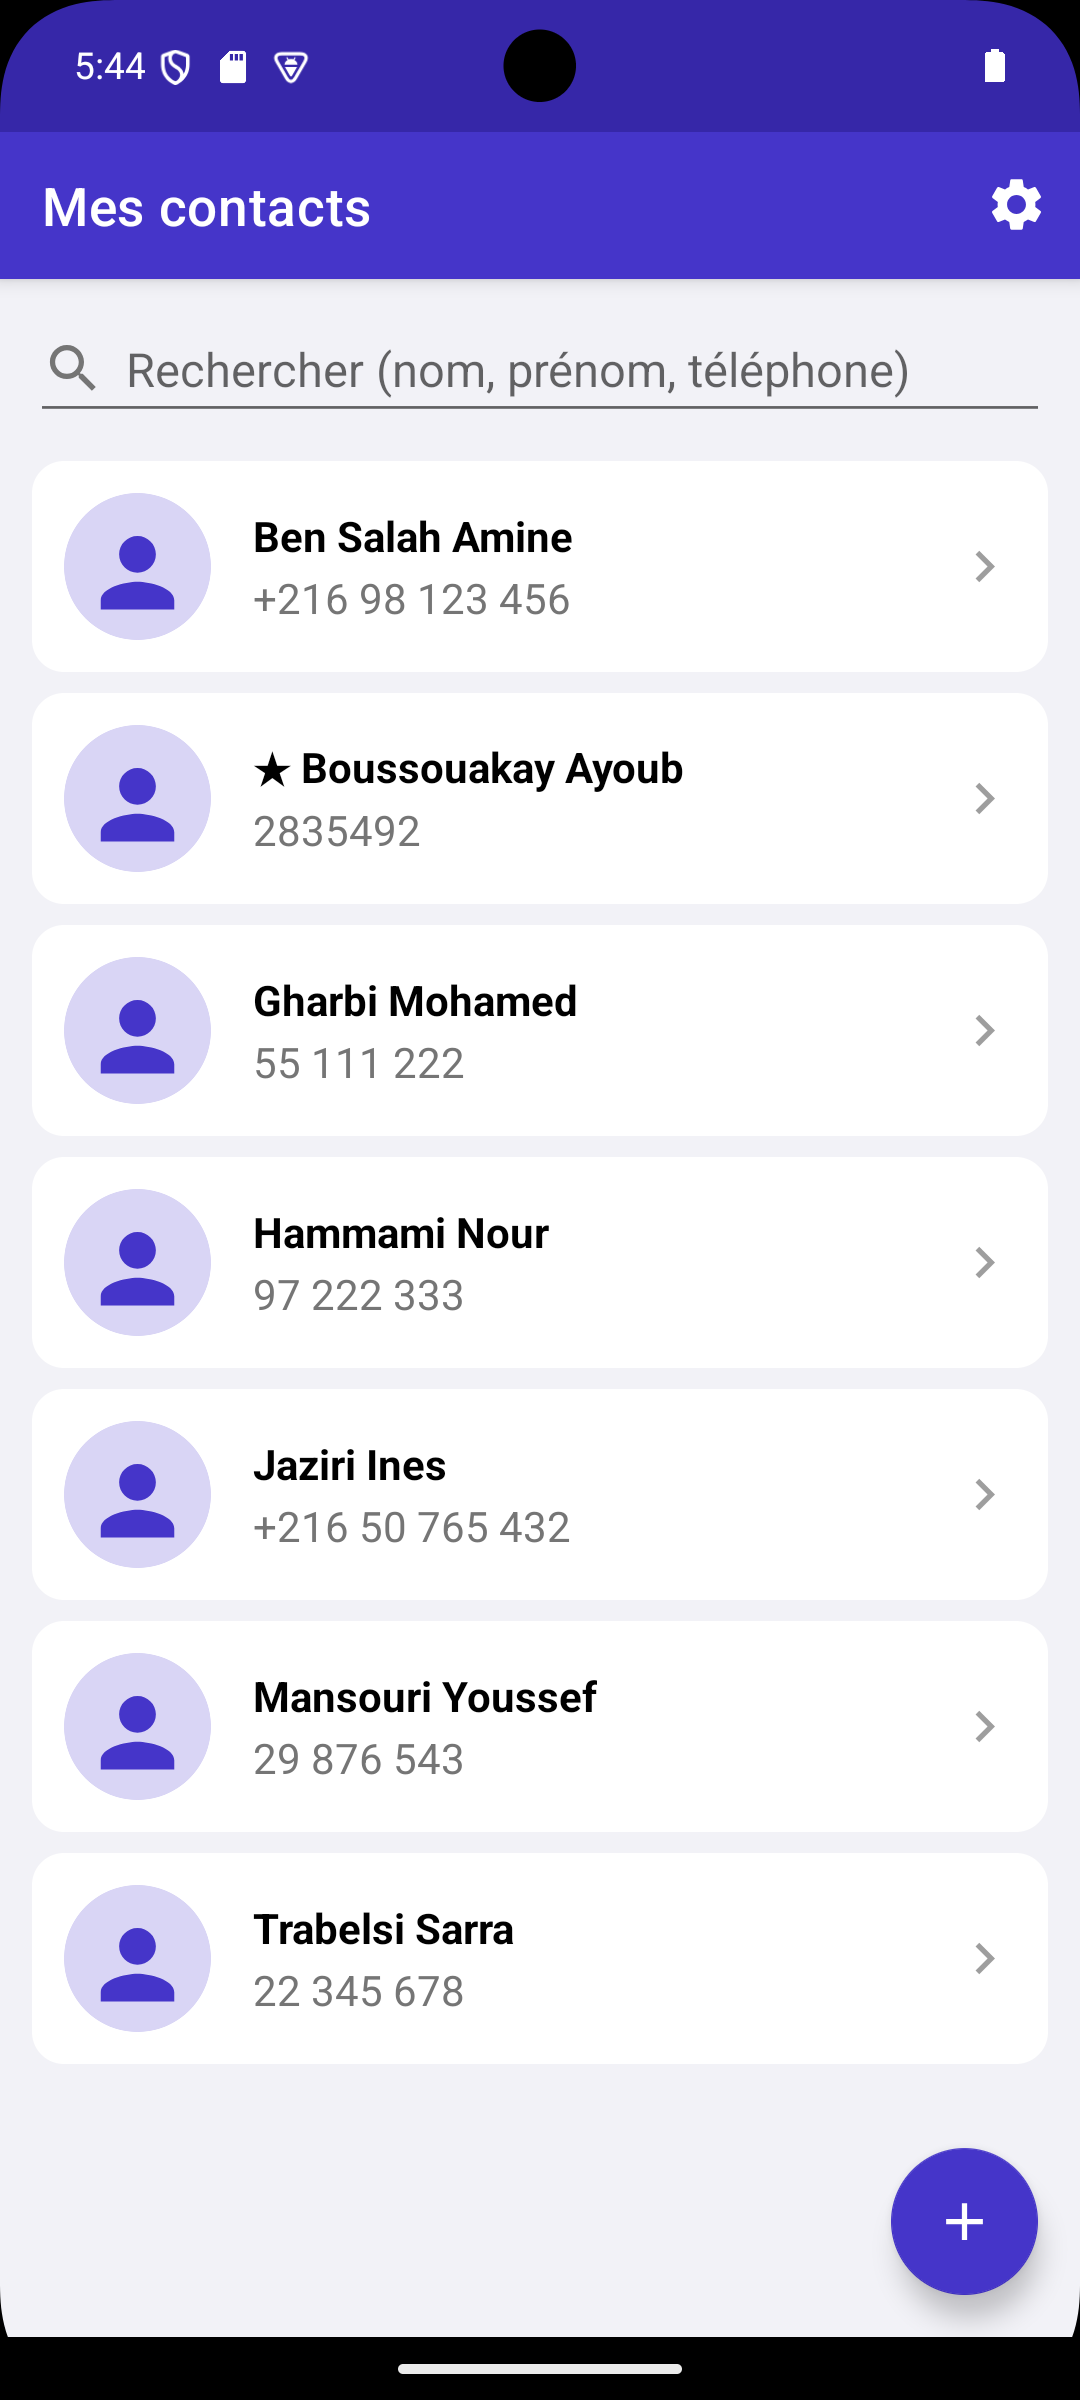 5:44
Mes contacts
Rechercher (nom, prénom, téléphone)
Ben Salah Amine
+216 98 123 456
★ Boussouakay Ayoub
2835492
Gharbi Mohamed
55 111 222
Hammami Nour
97 222 333
Jaziri Ines
+216 50 765 432
Mansouri Youssef
29 876 543
Trabelsi Sarra
22 345 678